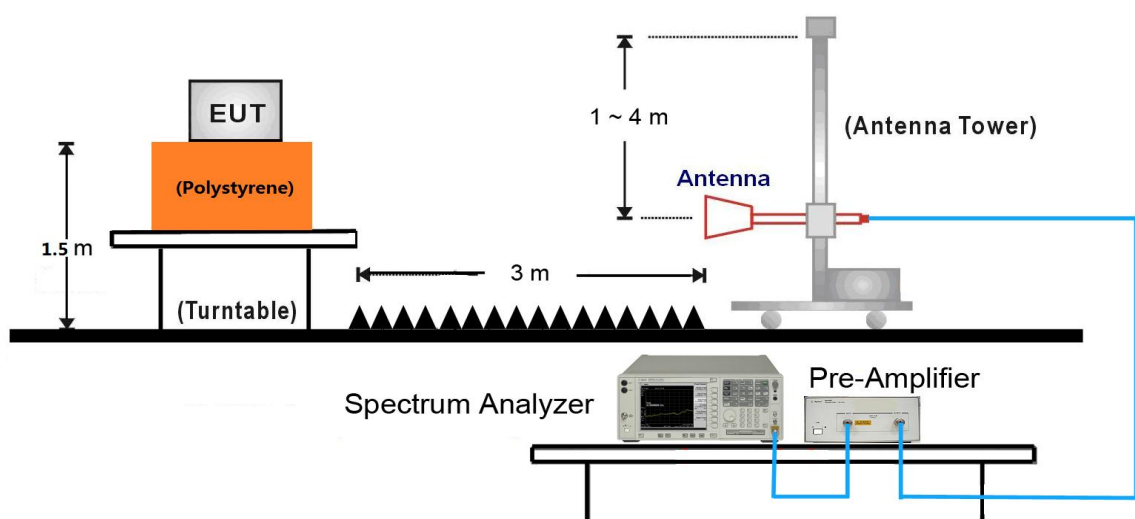 EUT
(Polystyrene)
1.5 m
(Turntable)
3 m
1 ~ 4 m
Antenna
(Antenna Tower)
Spectrum Analyzer
Pre-Amplifier